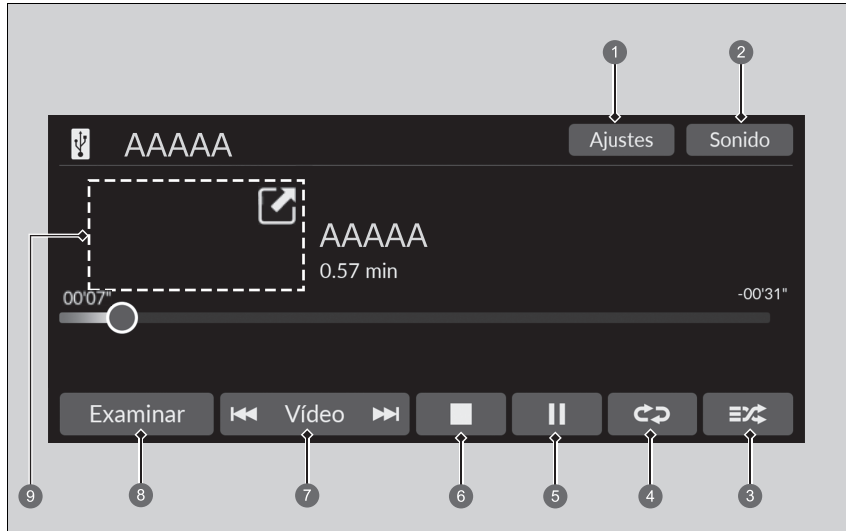 1 2
AAAAA Ajustes Sonido
AAAAA
0.57 min
9
00'07" -00'31"
Examinar Vídeo
8 7 6 5 4 3